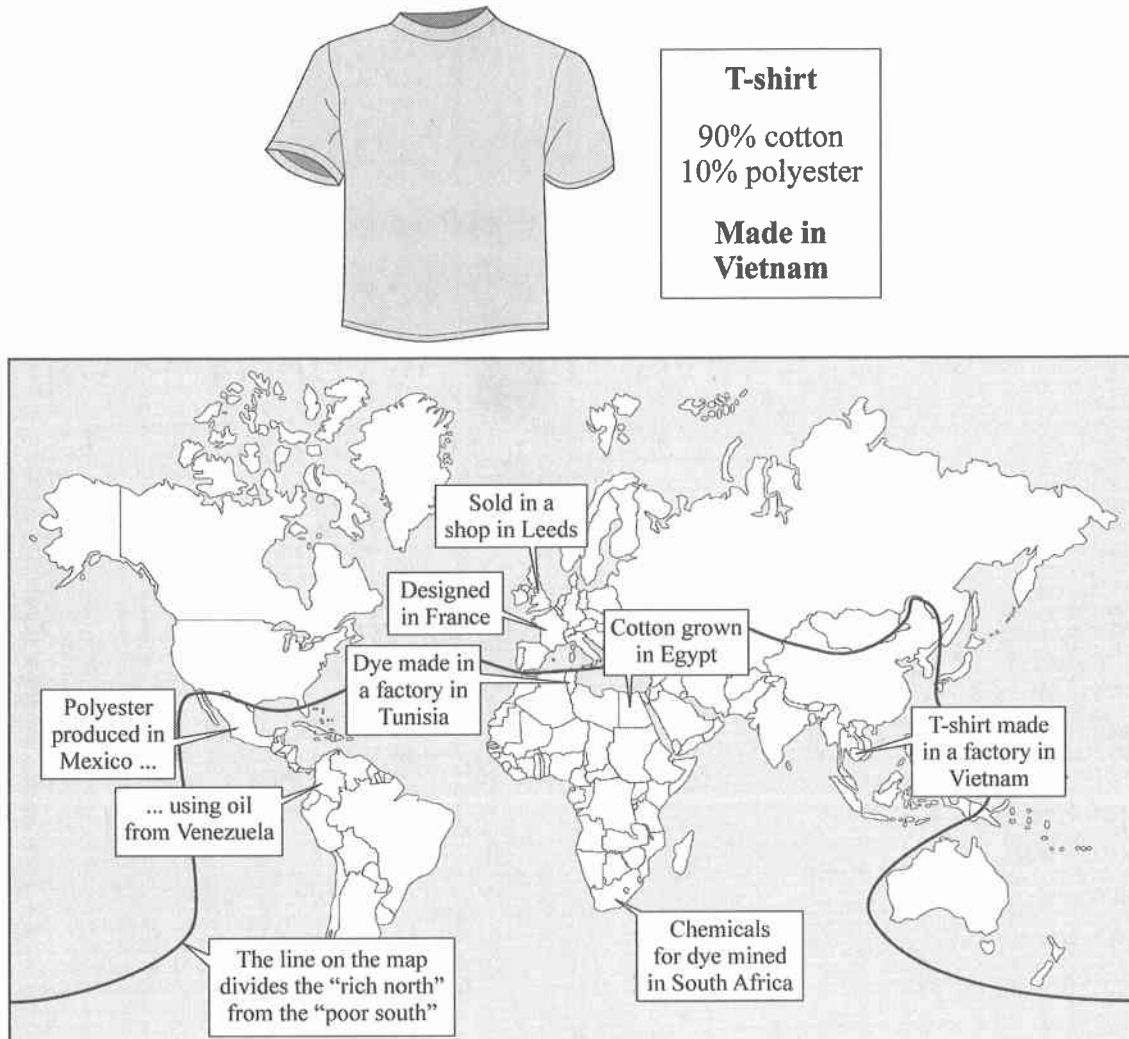 T-shirt
90% cotton
10% polyester
Made in
Vietnam
Sold in a
shop in Leeds
Designed
in France
Cotton grown
in Egypt
Dye made in
a factory in
Tunisia
Polyester
produced in
Mexico ...
T-shirt made
in a factory in
Vietnam
... using oil
from Venezuela
Chemicals
for dye mined
in South Africa
The line on the map
divides the “rich north”
from the “poor south”